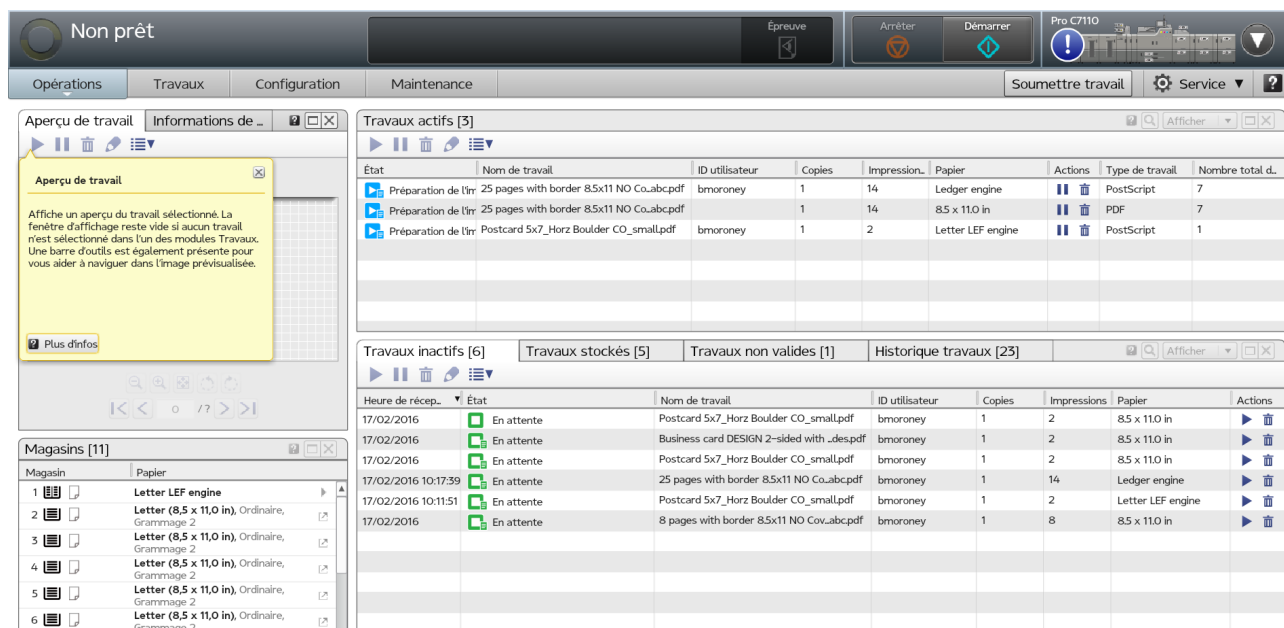 Non prêt
Épreuve
Arrêter
Démarrer
Pro C7110
Opérations
Travaux
Configuration
Maintenance
Soumettre travail
Service
Aperçu de travail
Informations de ...
Aperçu de travail
Affiche un aperçu du travail sélectionné. La
fenêtre d'affichage reste vide si aucun travail
n'est sélectionné dans l'un des modules Travaux.
Une barre d'outils est également présente pour
vous aider à naviguer dans l'image prévisualisée.
Plus d'infos
0 / ?
Magasins [11]
Magasin Papier
1 Letter LEF engine
2 Letter (8,5 x 11,0 in), Ordinaire,
Grammage 2
3 Letter (8,5 x 11,0 in), Ordinaire,
Grammage 2
4 Letter (8,5 x 11,0 in), Ordinaire,
Grammage 2
5 Letter (8,5 x 11,0 in), Ordinaire,
Grammage 2
6 Letter (8,5 x 11,0 in), Ordinaire,
Grammage 2
Travaux actifs [3]
Afficher
État Nom de travail ID utilisateur Copies Impression... Papier Actions Type de travail Nombre total d...
Préparation de l'im 25 pages with border 8.5x11 NO Co...abc.pdf bmoroney 1 14 Ledger engine PostScript 7
Préparation de l'im 25 pages with border 8.5x11 NO Co...abc.pdf 1 14 8.5 x 11.0 in PDF 7
Préparation de l'im Postcard 5x7_Horz Boulder CO_small.pdf bmoroney 1 2 Letter LEF engine PostScript 1
Travaux inactifs [6]
Travaux stockés [5]
Travaux non valides [1]
Historique travaux [23]
Afficher
Heure de récep... État Nom de travail ID utilisateur Copies Impressions Papier Actions
17/02/2016 En attente Postcard 5x7_Horz Boulder CO_small.pdf bmoroney 1 2 8.5 x 11.0 in
17/02/2016 En attente Business card DESIGN 2-sided with ...des.pdf bmoroney 1 2 8.5 x 11.0 in
17/02/2016 En attente Postcard 5x7_Horz Boulder CO_small.pdf bmoroney 1 2 8.5 x 11.0 in
17/02/2016 10:17:39 En attente 25 pages with border 8.5x11 NO Co...abc.pdf bmoroney 1 14 Ledger engine
17/02/2016 10:11:51 En attente Postcard 5x7_Horz Boulder CO_small.pdf bmoroney 1 2 Letter LEF engine
17/02/2016 En attente 8 pages with border 8.5x11 NO Cov...abc.pdf bmoroney 1 8 8.5 x 11.0 in